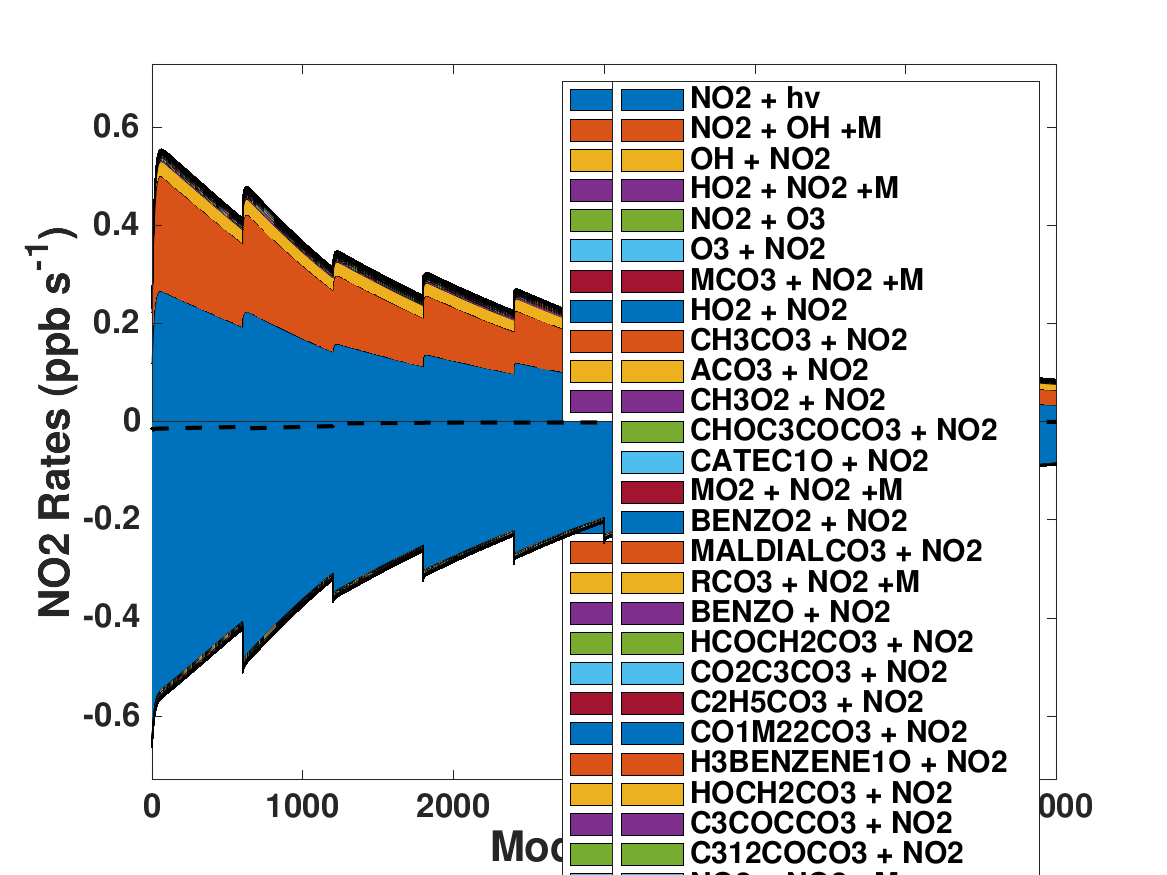 NO2 Rates (ppb s-1)
0.6
0.4
0.2
0
-0.2
-0.4
-0.6
0
1000
2000
000
NO2 + hv
NO2 + OH +M
OH + NO2
HO2 + NO2 +M
NO2 + O3
O3 + NO2
MCO3 + NO2 +M
HO2 + NO2
CH3CO3 + NO2
ACO3 + NO2
CH3O2 + NO2
CHOC3COCO3 + NO2
CATEC1O + NO2
MO2 + NO2 +M
BENZO2 + NO2
MALDIALCO3 + NO2
RCO3 + NO2 +M
BENZO + NO2
HCOCH2CO3 + NO2
CO2C3CO3 + NO2
C2H5CO3 + NO2
CO1M22CO3 + NO2
H3BENZENE1O + NO2
HOCH2CO3 + NO2
C3COCCO3 + NO2
C312COCO3 + NO2